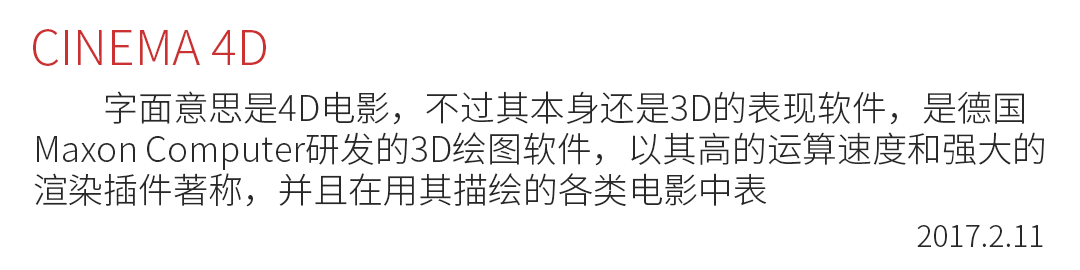 CINEMA 4D
字面意思是4D电影，不过其本身还是3D的表现软件，是德国
Maxon Computer研发的3D绘图软件，以其高的运算速度和强大的
渲染插件著称，并且在用其描绘的各类电影中表
2017.2.11